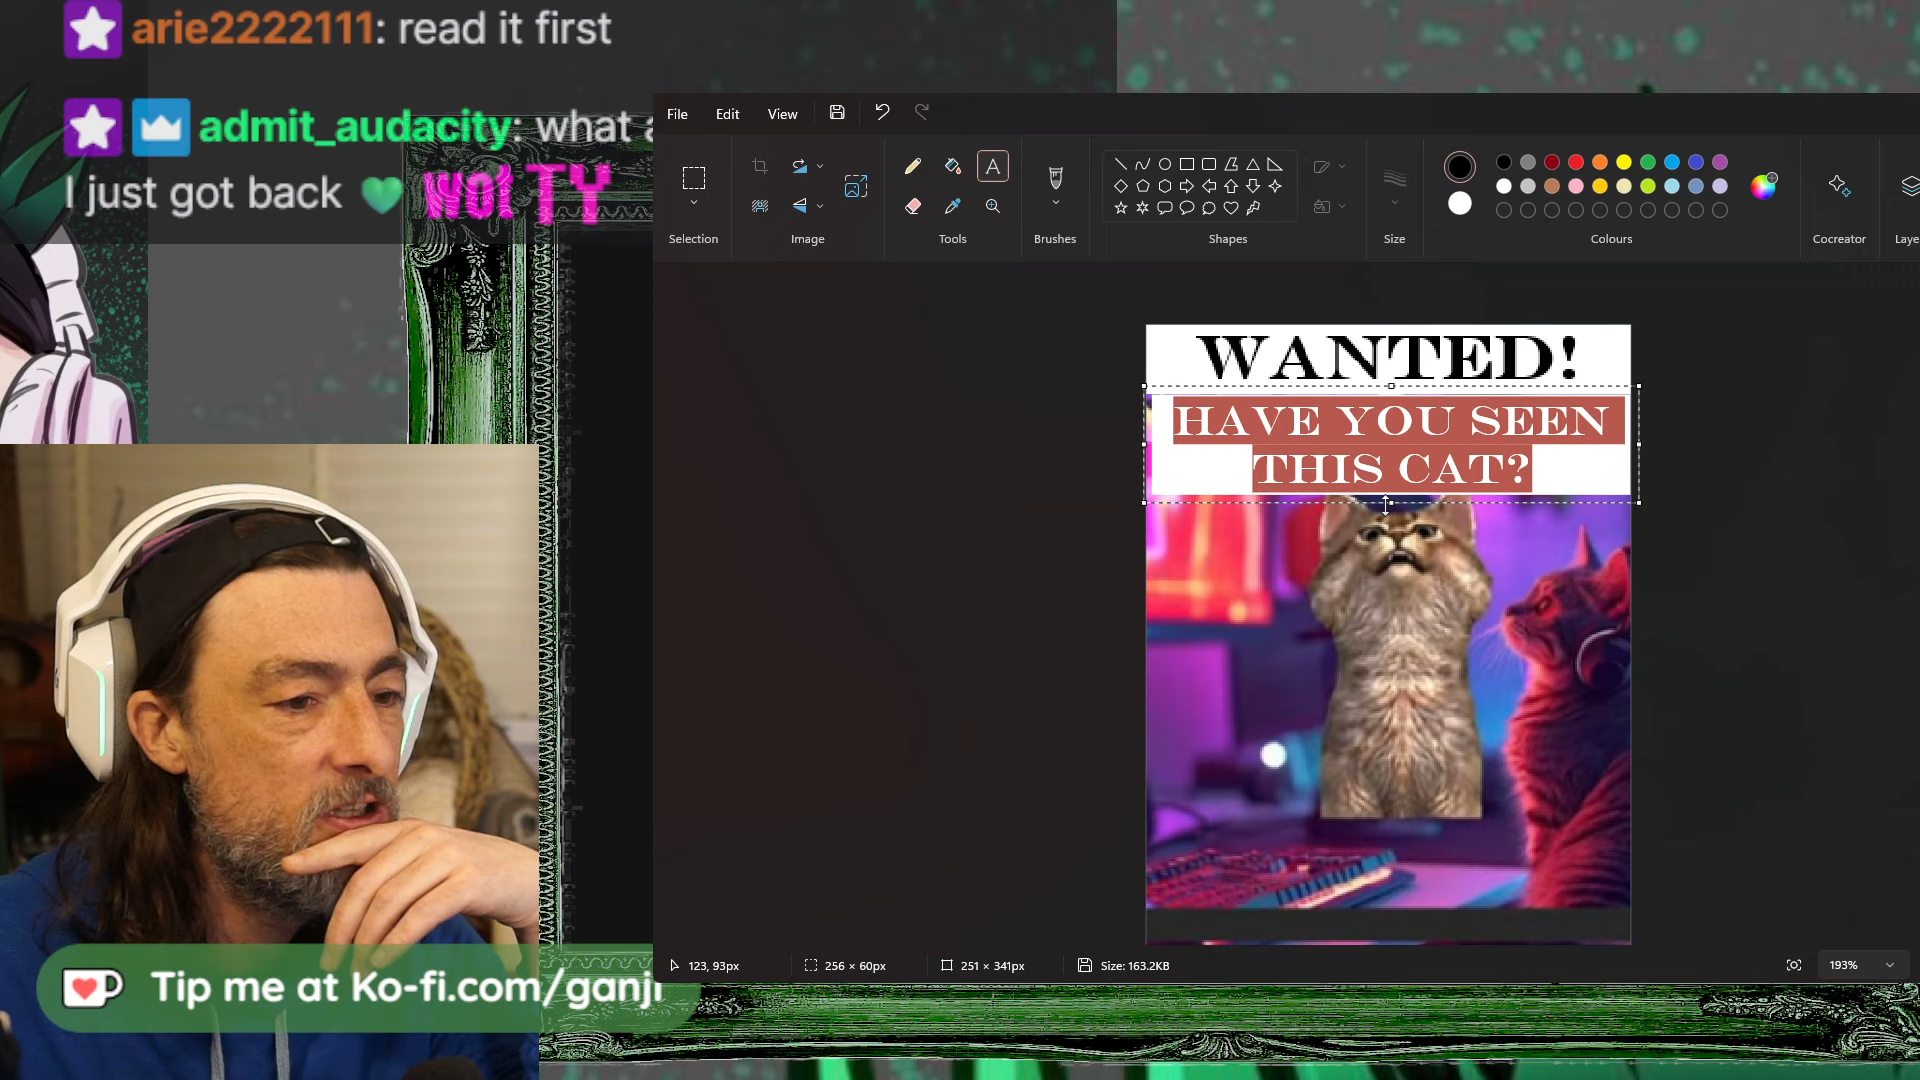 arie2222111: read it first
admit_audacity: what
I just got back
File Edit View
Selection Image Tools Brushes Shapes Size Colours Cocreator
WANTED!
HAVE YOU SEEN
THIS CAT?
123, 93px 256 × 60px 251 × 341px Size: 163.2KB 193%
Tip me at Ko-fi.com/ganji